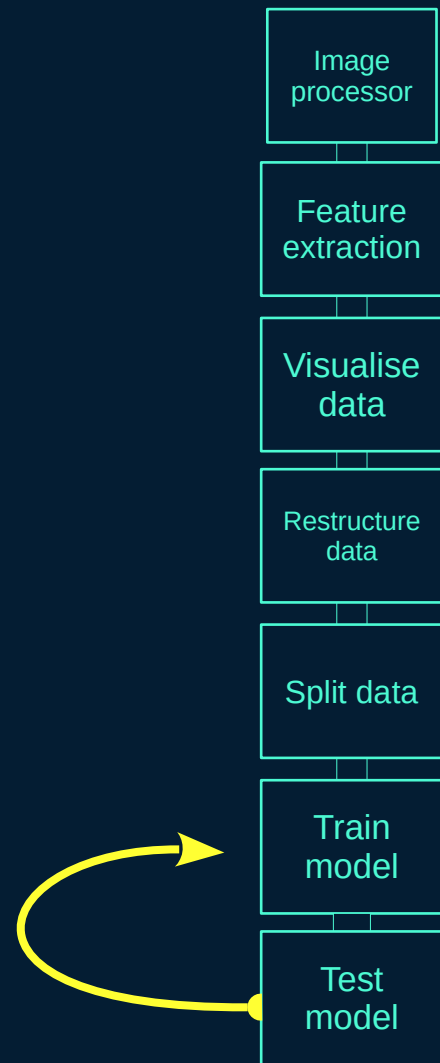 Image
processor
Feature
extraction
Visualise
data
Restructure
data
Split data
Train
model
Test
model